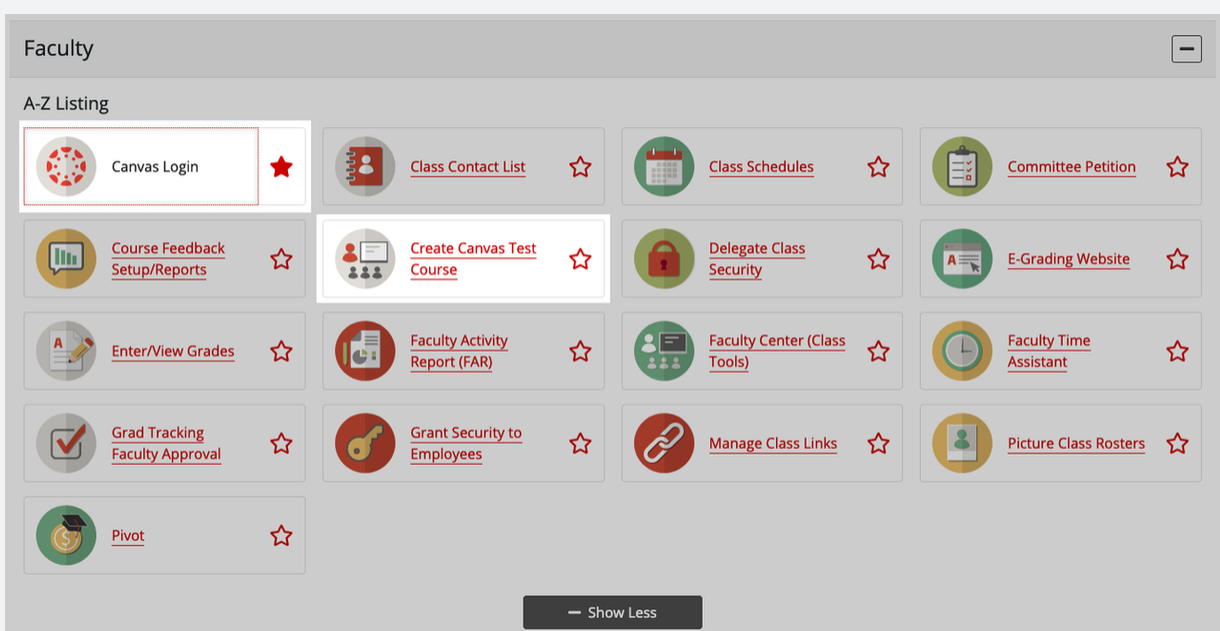 Faculty
A-Z Listing
Canvas Login
Class Contact List
Class Schedules
Committee Petition
Course Feedback
Setup/Reports
Create Canvas Test
Course
Delegate Class
Security
A
E-Grading Website
A
Enter/View Grades
Faculty Activity
Report (FAR)
Faculty Center (Class
Tools)
Faculty Time
Assistant
Grad Tracking
Faculty Approval
Grant Security to
Employees
Manage Class Links
Picture Class Rosters
$
Pivot
Show Less